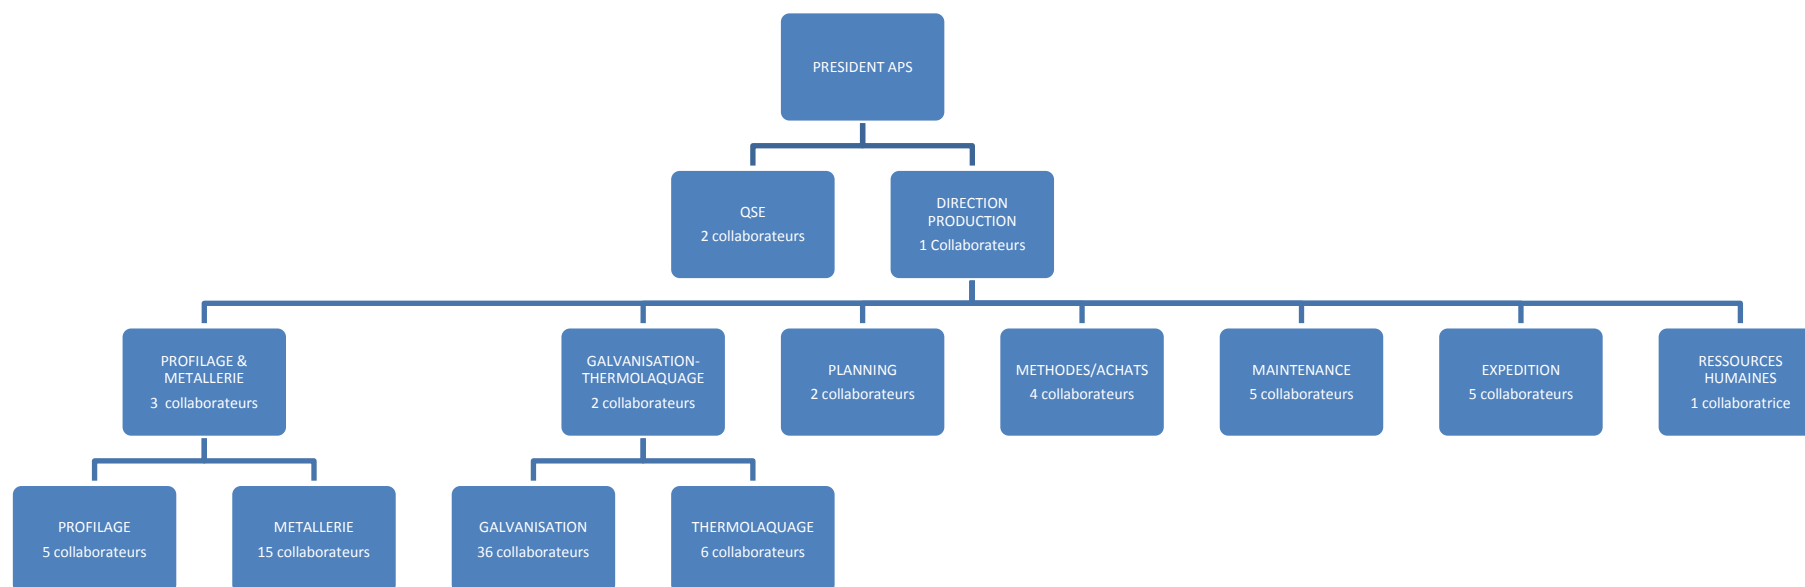 PRESIDENT APS
QSE
2 collaborateurs
DIRECTION
PRODUCTION
1 Collaborateurs
PROFILAGE &
METALLERIE
3 collaborateurs
GALVANISATION-
THERMOLAQUAGE
2 collaborateurs
PLANNING
2 collaborateurs
METHODES/ACHATS
4 collaborateurs
MAINTENANCE
5 collaborateurs
EXPEDITION
5 collaborateurs
RESSOURCES
HUMAINES
1 collaboratrice
PROFILAGE
5 collaborateurs
METALLERIE
15 collaborateurs
GALVANISATION
36 collaborateurs
THERMOLAQUAGE
6 collaborateurs